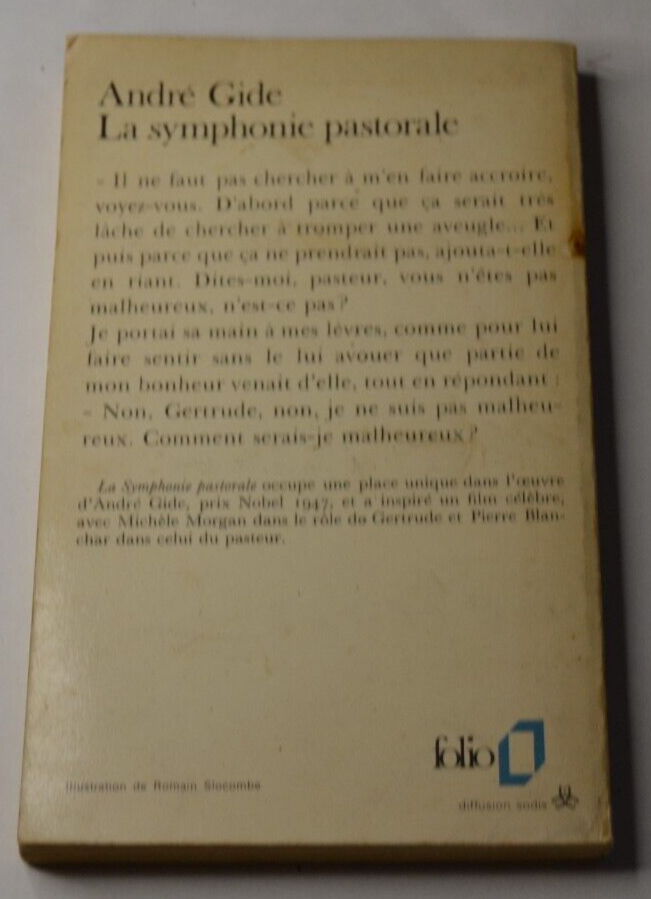 André Gide
La symphonie pastorale
- Il ne faut pas chercher à m'en faire accroire,
voyez-vous. D'abord parce que ça serait très
lâche de chercher à tromper une aveugle... Et
puis parce que ça ne prendrait pas, ajouta-t-elle
en riant. Dites-moi, pasteur, vous n'êtes pas
malheureux, n'est-ce pas ?
Je portai sa main à mes lèvres, comme pour lui
faire sentir sans le lui avouer que partie de
mon bonheur venait d'elle, tout en répondant :
- Non, Gertrude, non, je ne suis pas malheu-
reux. Comment serais-je malheureux ?
La Symphonie pastorale occupe une place unique dans l'œuvre
d'André Gide, prix Nobel 1947, et a inspiré un film célèbre,
avec Michèle Morgan dans le rôle de Gertrude et Pierre Blan-
char dans celui du pasteur.
folio
Illustration de Romain Slocombe
diffusion sodis